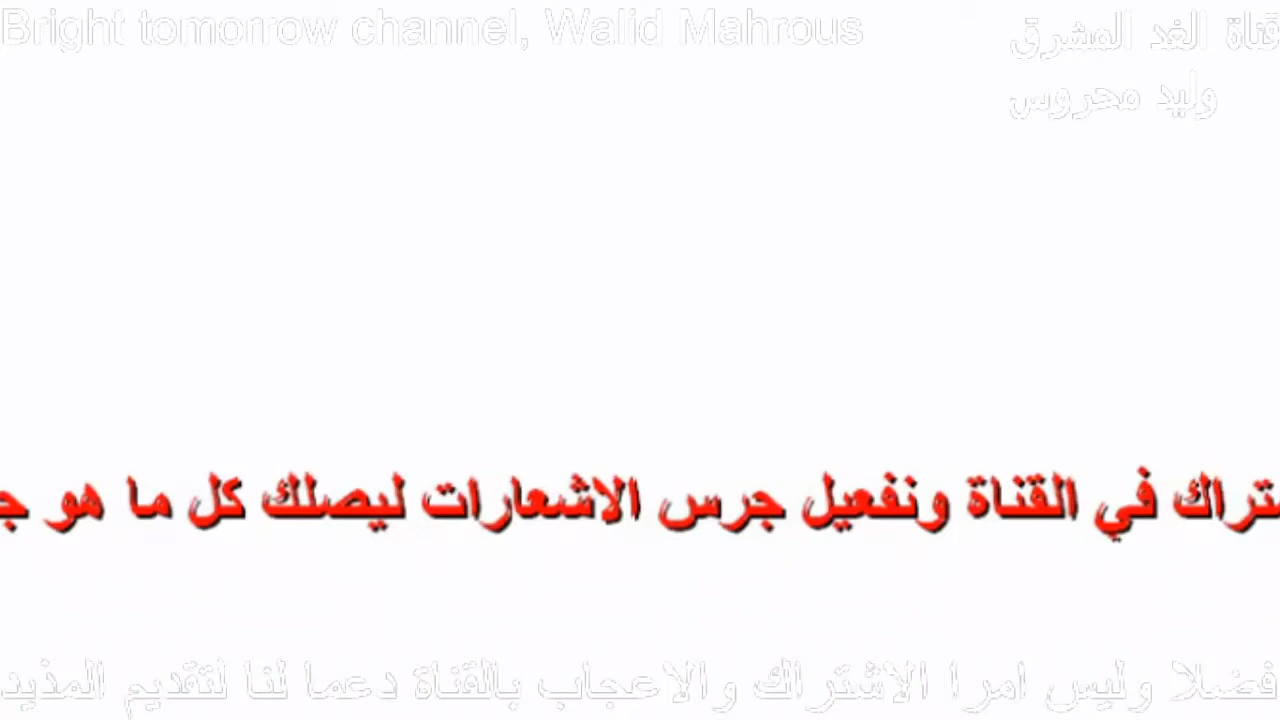 Bright tomorrow channel, Walid Mahrous
قناة الغد المشرق
وليد محروس
تراك في القناة ونفعيل جرس الاشعارات ليصلك كل ما هو ج
فضلا وليس امرا الاشتراك والاعجاب بالقناة دعما لنا لتقديم المذيد